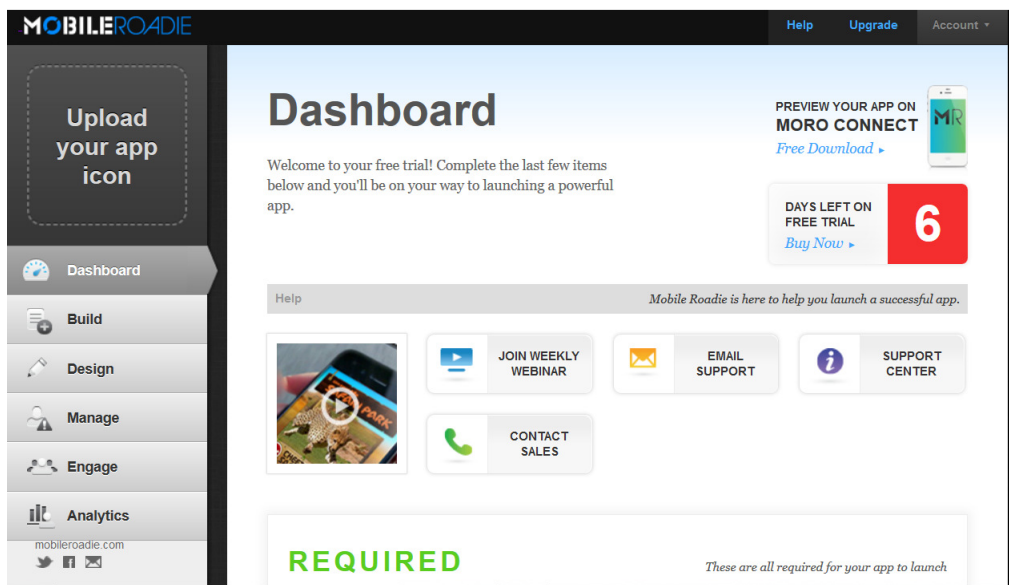 MOBILEROADIE
Help Upgrade Account
Upload
your app
icon
Dashboard
Build
Design
Manage
Engage
Analytics
mobileroadie.com
Dashboard
Welcome to your free trial! Complete the last few items
below and you'll be on your way to launching a powerful
app.
PREVIEW YOUR APP ON
MORO CONNECT
Free Download
MR
DAYS LEFT ON
FREE TRIAL
Buy Now
6
Help
Mobile Roadie is here to help you launch a successful app.
JOIN WEEKLY
WEBINAR
EMAIL
SUPPORT
SUPPORT
CENTER
CONTACT
SALES
REQUIRED
These are all required for your app to launch